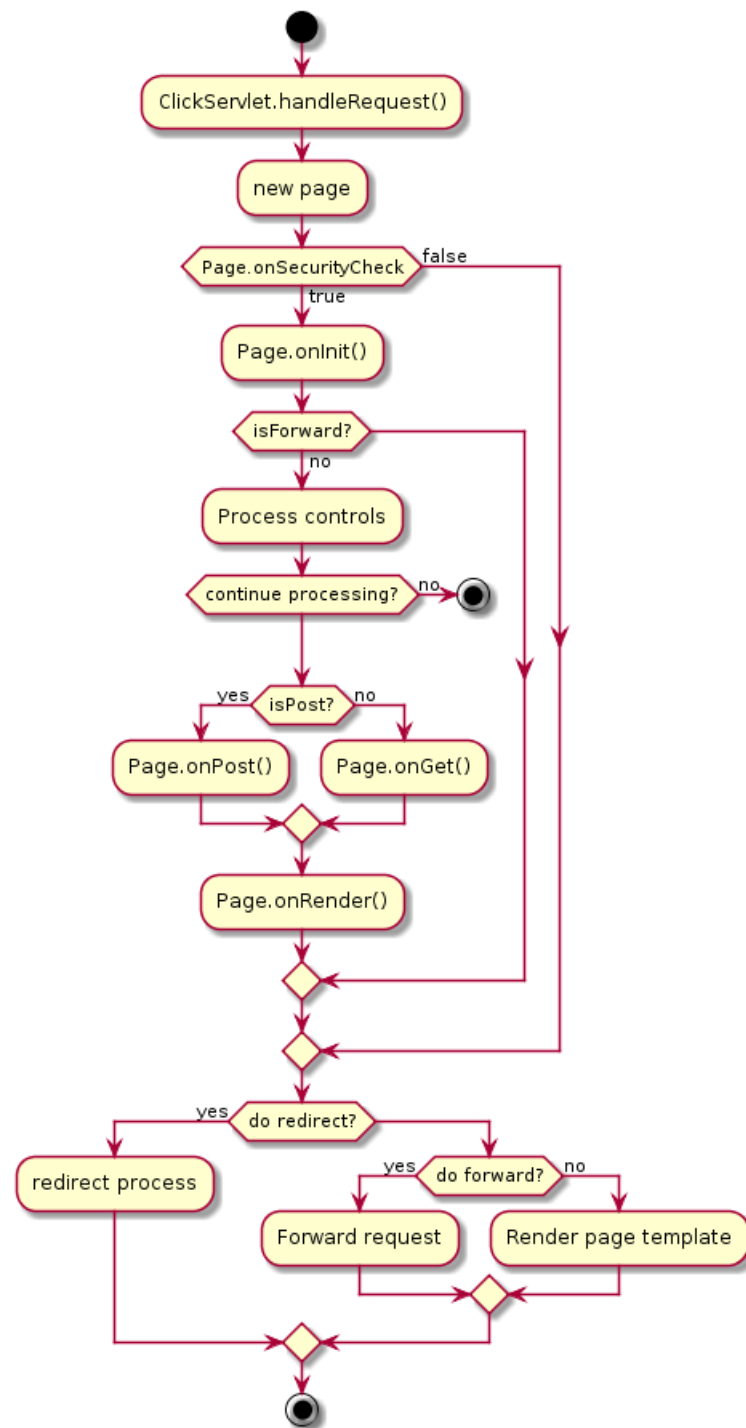 ClickServlet.handleRequest()
new page
Page.onSecurityCheck
false
true
Page.onInit()
isForward?
no
Process controls
continue processing?
no
yes
isPost?
no
Page.onPost()
Page.onGet()
Page.onRender()
yes
do redirect?
redirect process
yes
do forward?
no
Forward request
Render page template